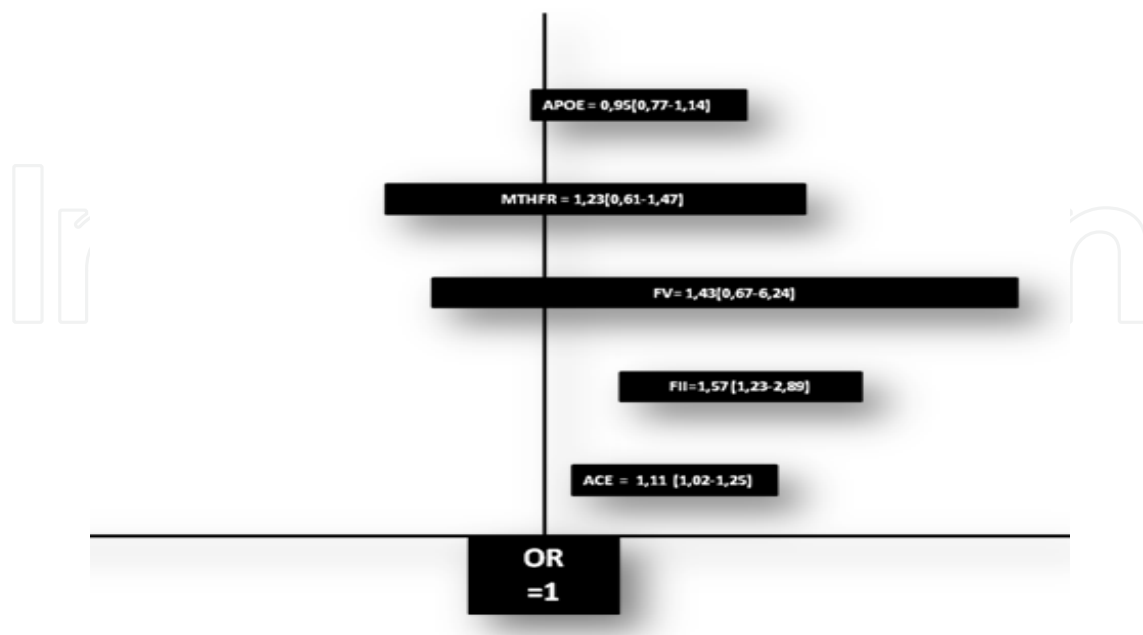 APOE = 0,95[0,77-1,14]
MTHFR = 1,23[0,61-1,47]
FV= 1,43[0,67-6,24]
FII=1,57 [1,23-2,89]
ACE = 1,11 [1,02-1,25]
OR
=1